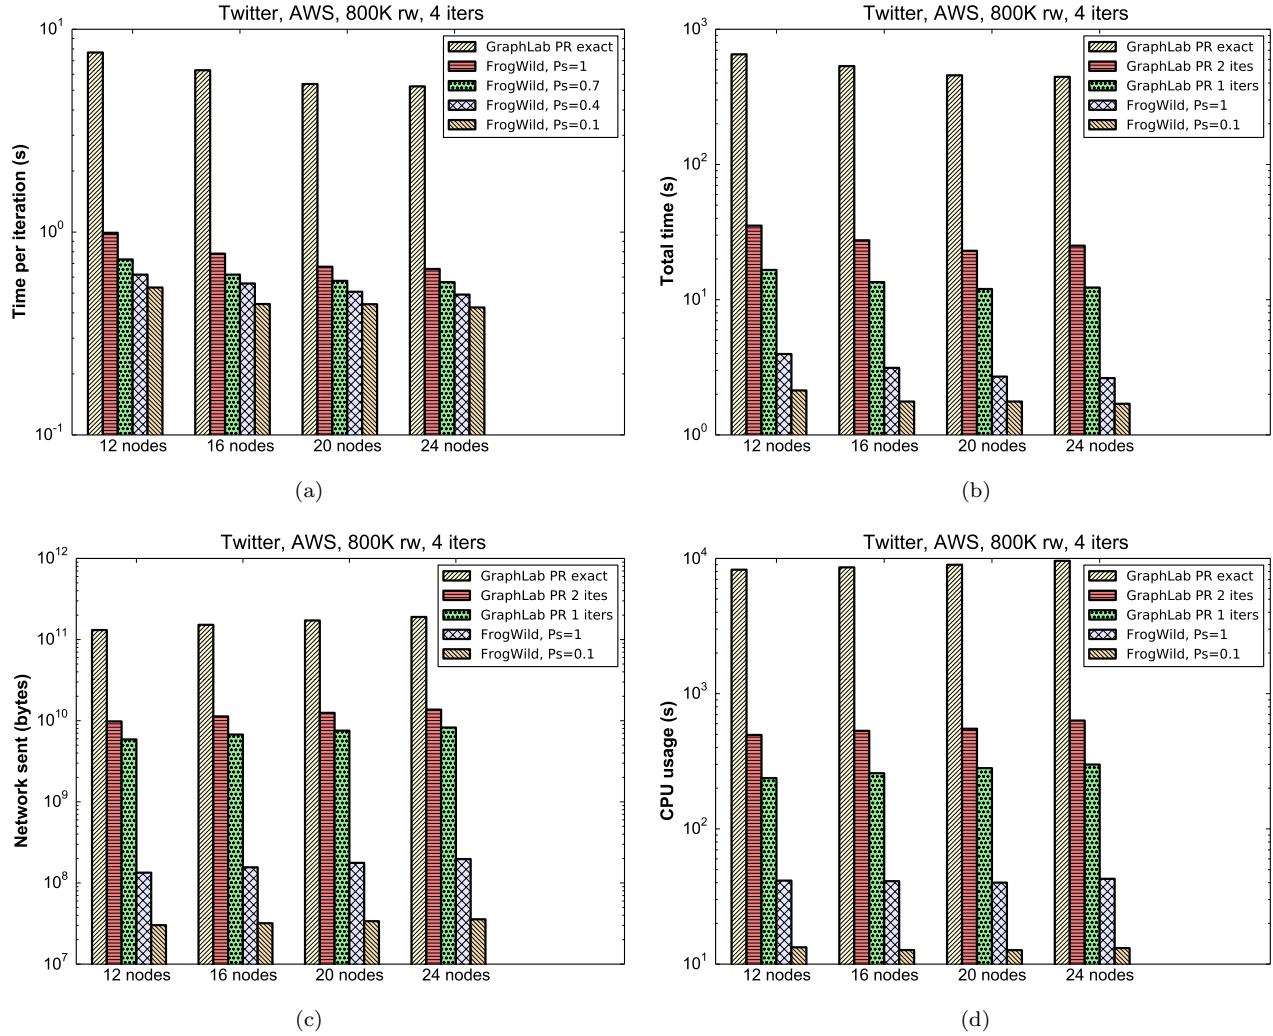 Twitter, AWS, 800K rw, 4 iters
Time per iteration (s)
10^1
10^0
10^-1
GraphLab PR exact
FrogWild, Ps=1
FrogWild, Ps=0.7
FrogWild, Ps=0.4
FrogWild, Ps=0.1
12 nodes 16 nodes 20 nodes 24 nodes
(a)
Twitter, AWS, 800K rw, 4 iters
Total time (s)
10^3
10^2
10^1
10^0
GraphLab PR exact
GraphLab PR 2 ites
GraphLab PR 1 iters
FrogWild, Ps=1
FrogWild, Ps=0.1
12 nodes 16 nodes 20 nodes 24 nodes
(b)
Twitter, AWS, 800K rw, 4 iters
Network sent (bytes)
10^12
10^11
10^10
10^9
10^8
10^7
GraphLab PR exact
GraphLab PR 2 ites
GraphLab PR 1 iters
FrogWild, Ps=1
FrogWild, Ps=0.1
12 nodes 16 nodes 20 nodes 24 nodes
(c)
Twitter, AWS, 800K rw, 4 iters
CPU usage (s)
10^4
10^3
10^2
10^1
GraphLab PR exact
GraphLab PR 2 ites
GraphLab PR 1 iters
FrogWild, Ps=1
FrogWild, Ps=0.1
12 nodes 16 nodes 20 nodes 24 nodes
(d)